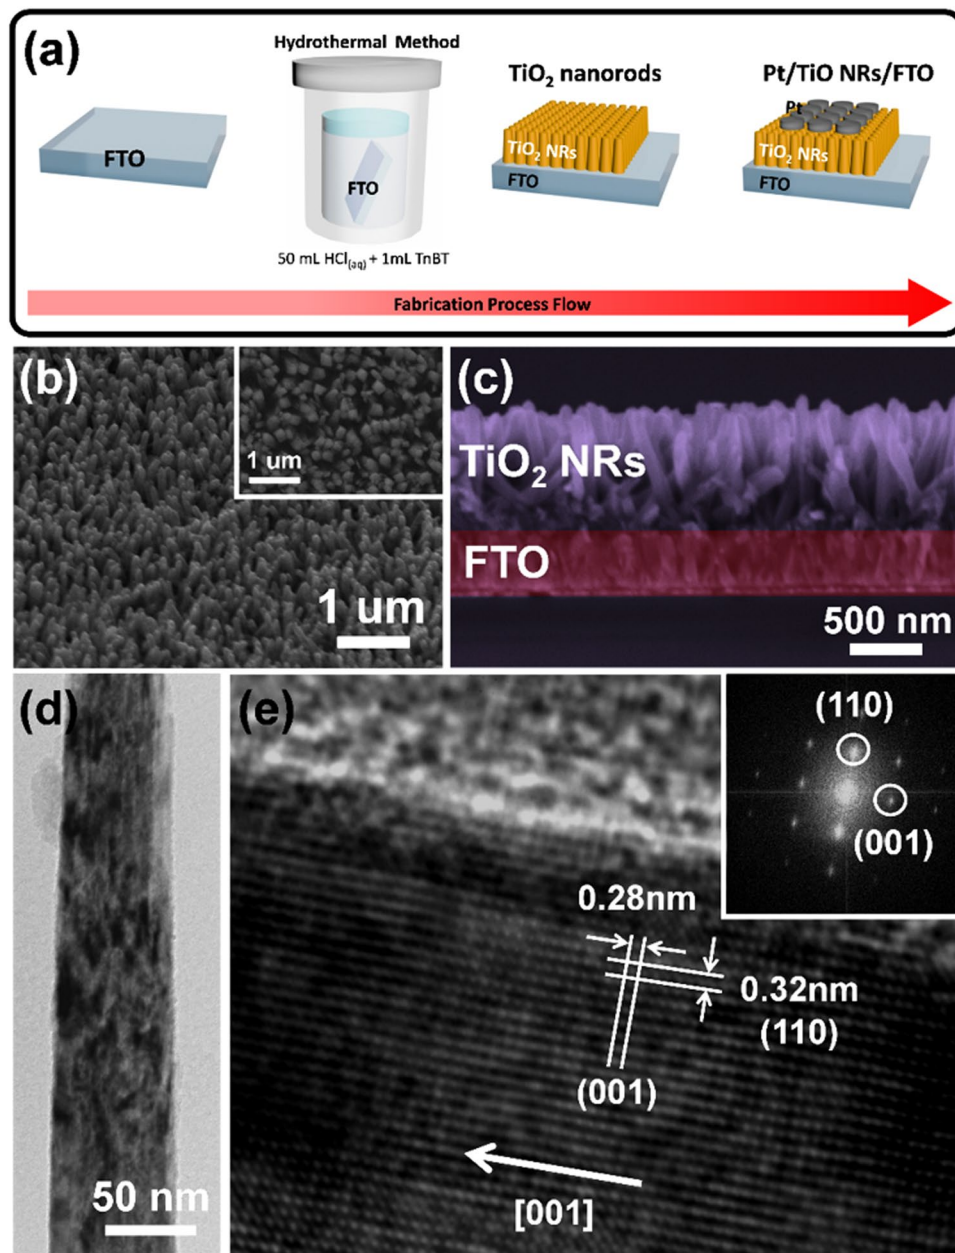 (a)
Hydrothermal Method
TiO₂ nanorods
Pt/TiO NRs/FTO
FTO
FTO
50 mL HCl(aq) + 1mL TnBT
TiO₂ NRs
FTO
Pt
TiO₂ NRs
FTO
Fabrication Process Flow
(b)
1 um
1 um
(c)
TiO₂ NRs
FTO
500 nm
(d)
50 nm
(e)
(110)
(001)
0.28nm
0.32nm
(110)
(001)
[001]